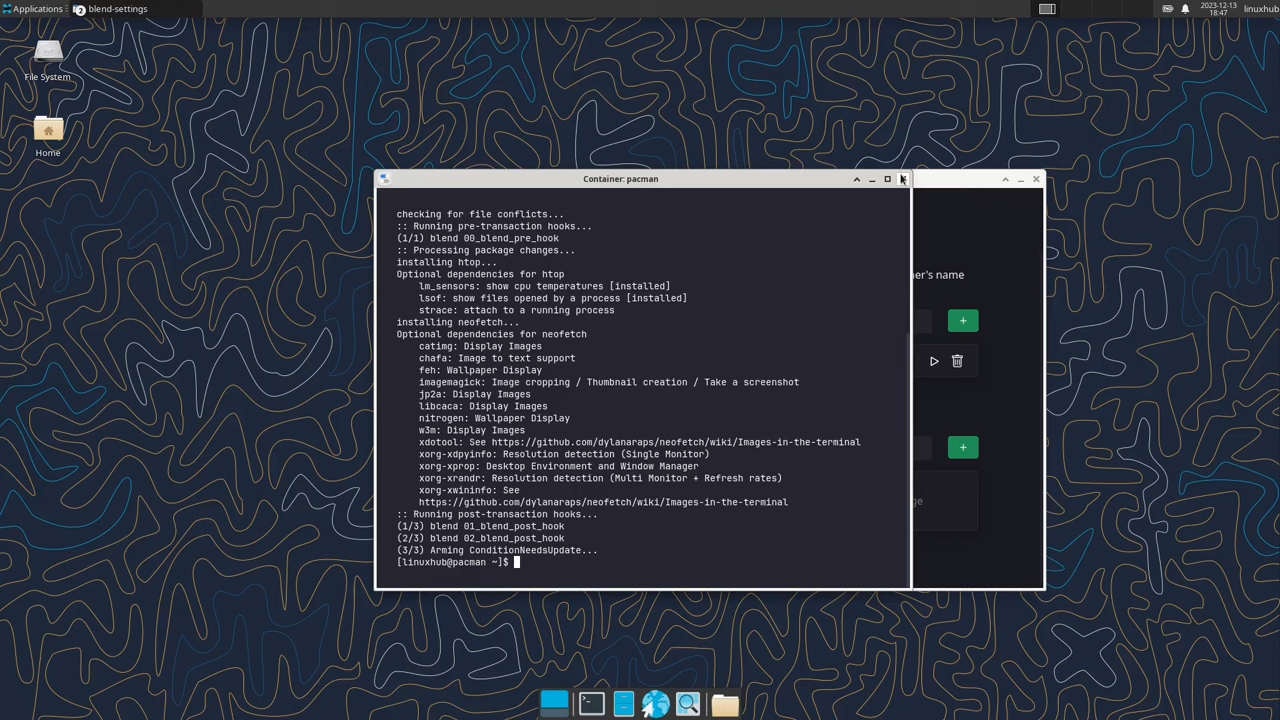 Applications
2
blend-settings
2023-12-13
18:47
linuxhub
File System
Home
Container: pacman
checking for file conflicts...
:: Running pre-transaction hooks...
(1/1) blend 00_blend_pre_hook
:: Processing package changes...
installing htop...
Optional dependencies for htop
lm_sensors: show cpu temperatures [installed]
lsof: show files opened by a process [installed]
strace: attach to a running process
installing neofetch...
Optional dependencies for neofetch
catimg: Display Images
chafa: Image to text support
feh: Wallpaper Display
imagemagick: Image cropping / Thumbnail creation / Take a screenshot
jp2a: Display Images
libcaca: Display Images
nitrogen: Wallpaper Display
w3m: Display Images
xdotool: See https://github.com/dylanaraps/neofetch/wiki/Images-in-the-terminal
xorg-xdpyinfo: Resolution detection (Single Monitor)
xorg-xprop: Desktop Environment and Window Manager
xorg-xrandr: Resolution detection (Multi Monitor + Refresh rates)
xorg-xwininfo: See
https://github.com/dylanaraps/neofetch/wiki/Images-in-the-terminal
:: Running post-transaction hooks...
(1/3) blend 01_blend_post_hook
(2/3) blend 02_blend_post_hook
(3/3) Arming ConditionNeedsUpdate...
[linuxhub@pacman ~]$
er's name
ge